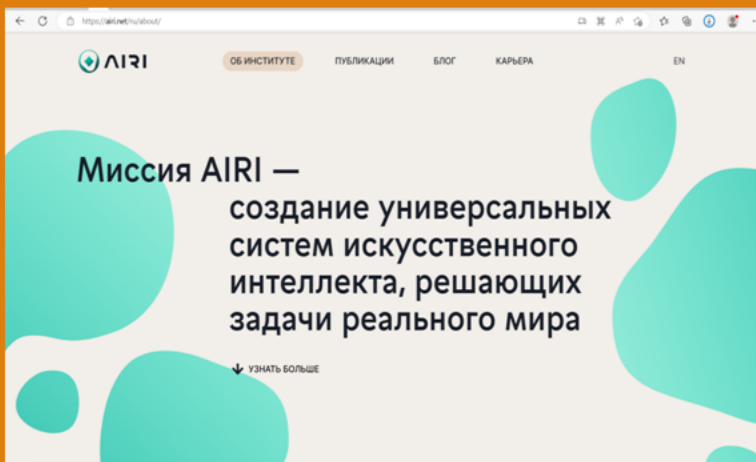 https://airi.net/ru/about/
AIRI
ОБ ИНСТИТУТЕ
ПУБЛИКАЦИИ
БЛОГ
КАРЬЕРА
EN
Миссия AIRI —
создание универсальных
систем искусственного
интеллекта, решающих
задачи реального мира
УЗНАТЬ БОЛЬШЕ